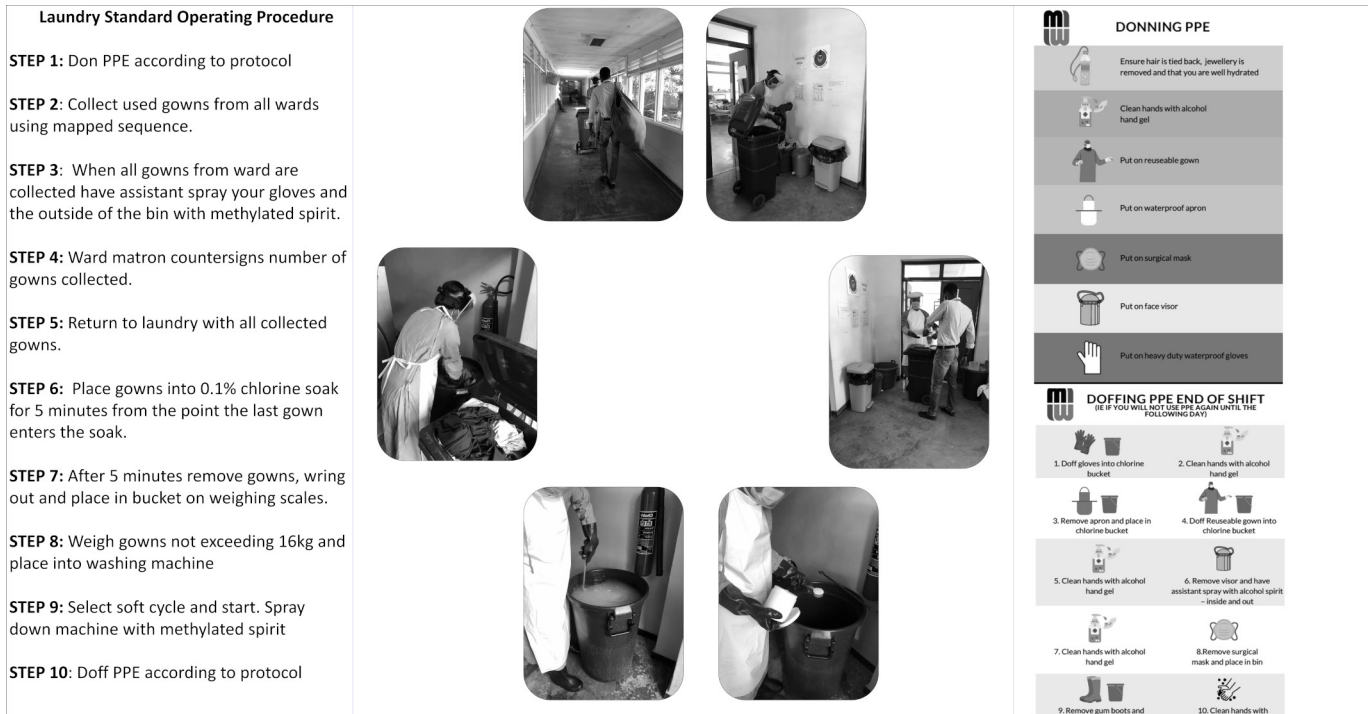 Laundry Standard Operating Procedure
STEP 1: Don PPE according to protocol
STEP 2: Collect used gowns from all wards
using mapped sequence.
STEP 3: When all gowns from ward are
collected have assistant spray your gloves and
the outside of the bin with methylated spirit.
STEP 4: Ward matron countersigns number of
gowns collected.
STEP 5: Return to laundry with all collected
gowns.
STEP 6: Place gowns into 0.1% chlorine soak
for 5 minutes from the point the last gown
enters the soak.
STEP 7: After 5 minutes remove gowns, wring
out and place in bucket on weighing scales.
STEP 8: Weigh gowns not exceeding 16kg and
place into washing machine
STEP 9: Select soft cycle and start. Spray
down machine with methylated spirit
STEP 10: Doff PPE according to protocol
DONNING PPE
Ensure hair is tied back, jewellery is
removed and that you are well hydrated
Clean hands with alcohol
hand gel
Put on reuseable gown
Put on waterproof apron
Put on surgical mask
Put on face visor
Put on heavy duty waterproof gloves
DOFFING PPE END OF SHIFT
(IE IF YOU WILL NOT USE PPE AGAIN UNTIL THE
FOLLOWING DAY)
1. Doff gloves into chlorine
bucket
2. Clean hands with alcohol
hand gel
3. Remove apron and place in
chlorine bucket
4. Doff Reuseable gown into
chlorine bucket
5. Clean hands with alcohol
hand gel
6. Remove visor and have
assistant spray with alcohol spirit
– inside and out
7. Clean hands with alcohol
hand gel
8.Remove surgical
mask and place in bin
9. Remove gum boots and
10. Clean hands with